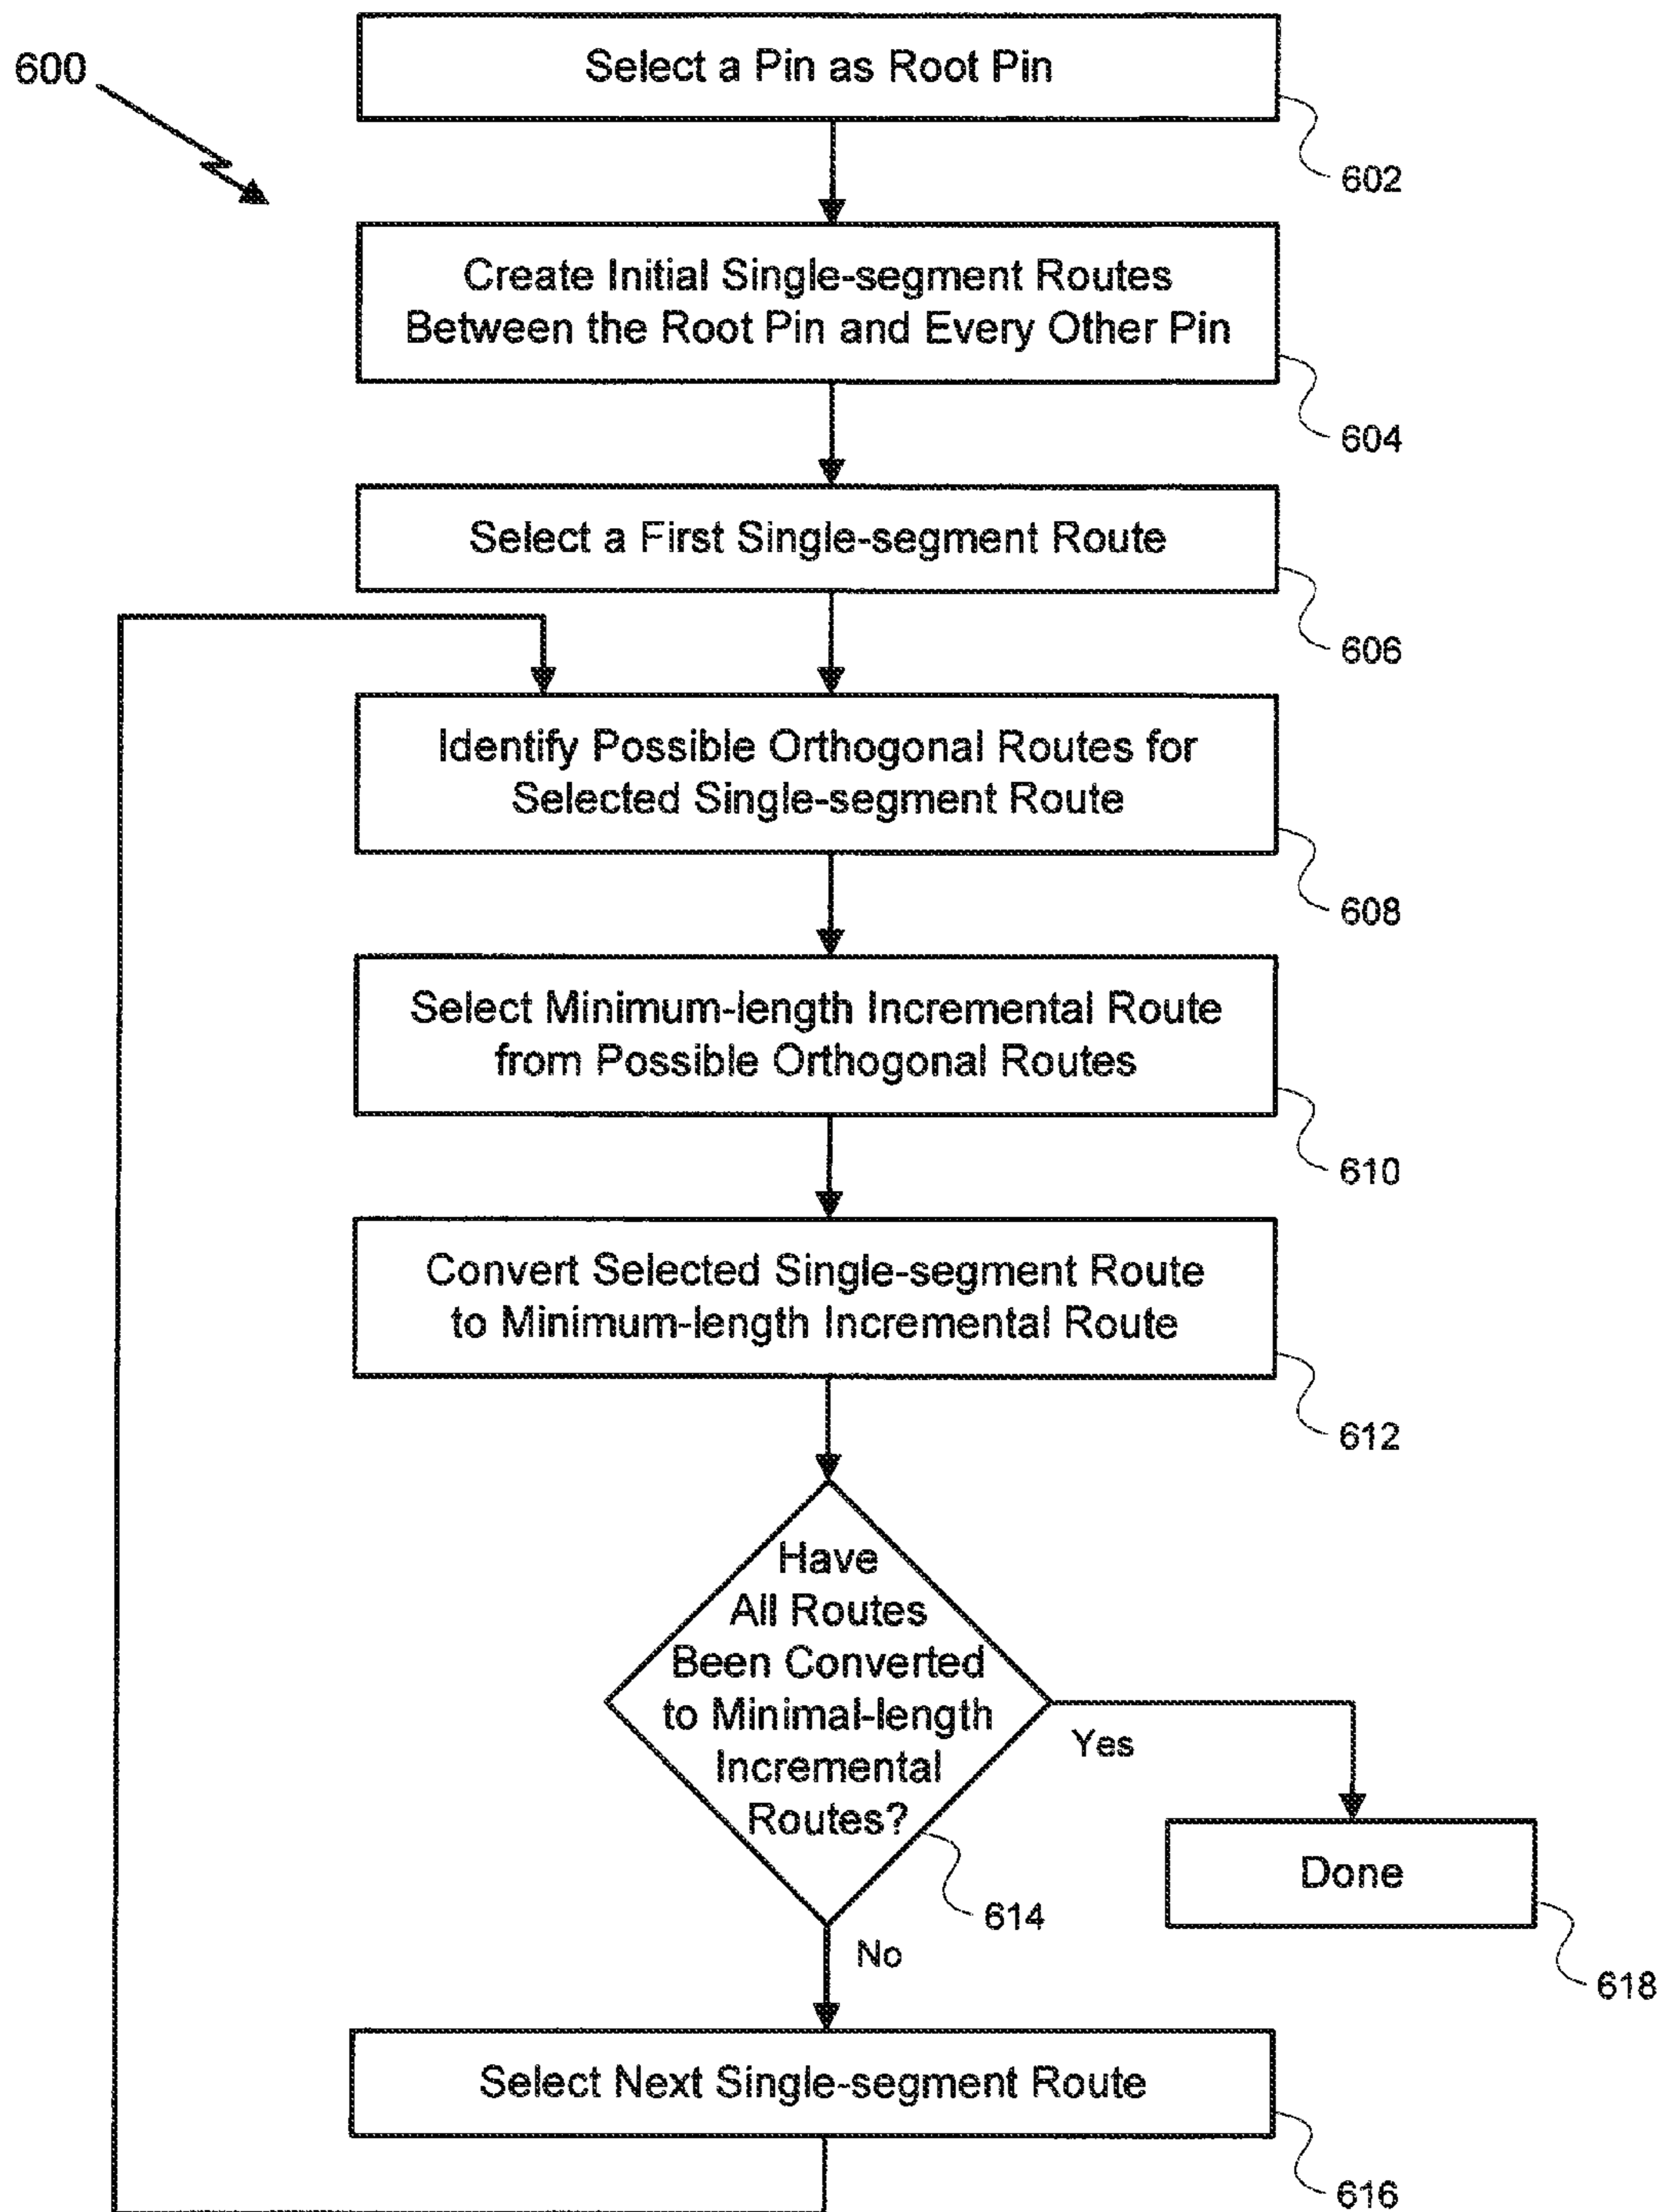 600
Select a Pin as Root Pin
602
Create Initial Single-segment Routes
Between the Root Pin and Every Other Pin
604
Select a First Single-segment Route
606
Identify Possible Orthogonal Routes for
Selected Single-segment Route
608
Select Minimum-length Incremental Route
from Possible Orthogonal Routes
610
Convert Selected Single-segment Route
to Minimum-length Incremental Route
612
Have
All Routes
Been Converted
to Minimal-length
Incremental
Routes?
614
Yes
Done
618
No
Select Next Single-segment Route
616